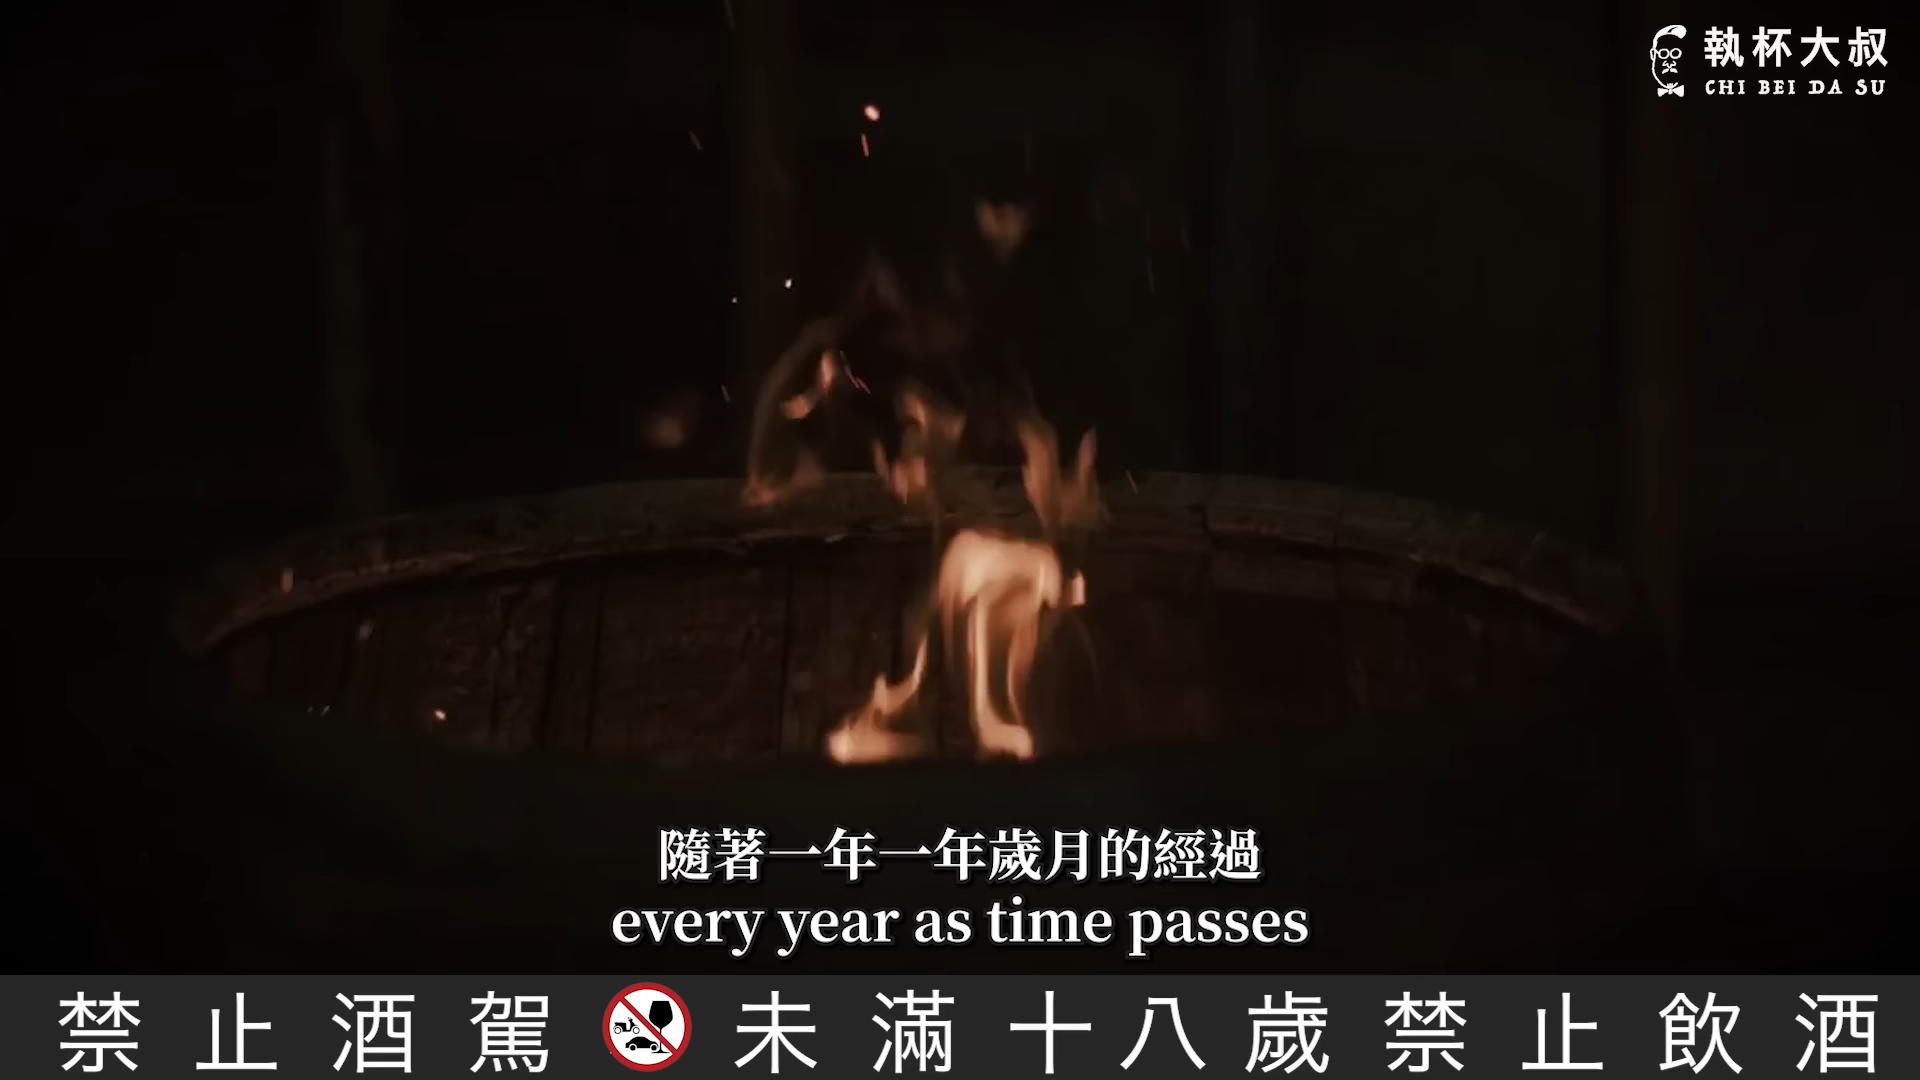 執杯大叔
CHI BEI DA SU
隨著一年一年歲月的經過
every year as time passes
禁止酒駕 未滿十八歲禁止飲酒